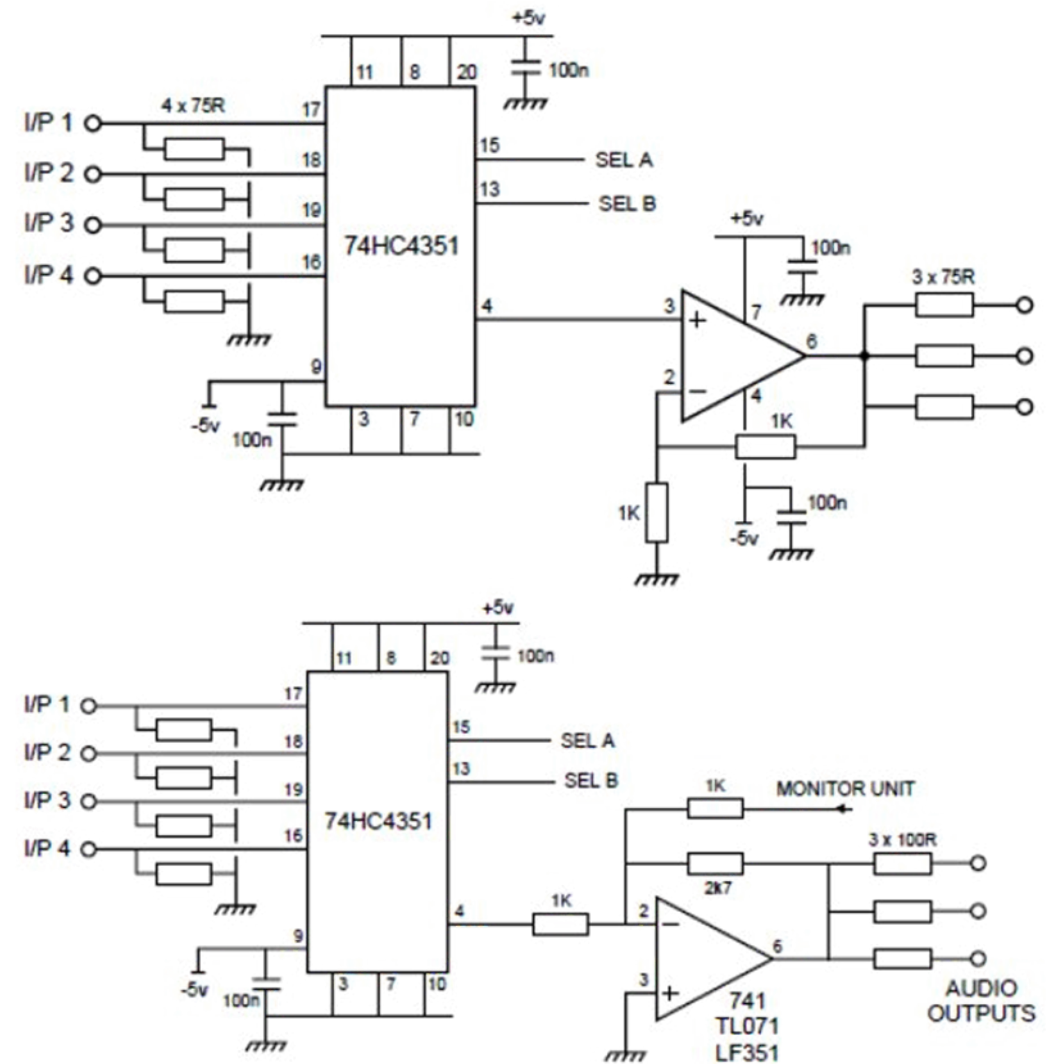 +5v
11 8 20 100n
I/P 1 4 x 75R 17
I/P 2 18 15 SEL A
I/P 3 19 13 SEL B
74HC4351
I/P 4 16
4
9
-5v 100n
3 7 10
+5v
100n
3 + 7
3 x 75R
6
2 − 4
1K
1K
-5v 100n
+5v
11 8 20 100n
I/P 1 17
I/P 2 18 15 SEL A
I/P 3 19 13 SEL B
74HC4351
I/P 4 16
4
9
-5v 100n
3 7 10
1K MONITOR UNIT
2k7
3 x 100R
1K
2 −
6
3 +
741
TL071
LF351
AUDIO
OUTPUTS